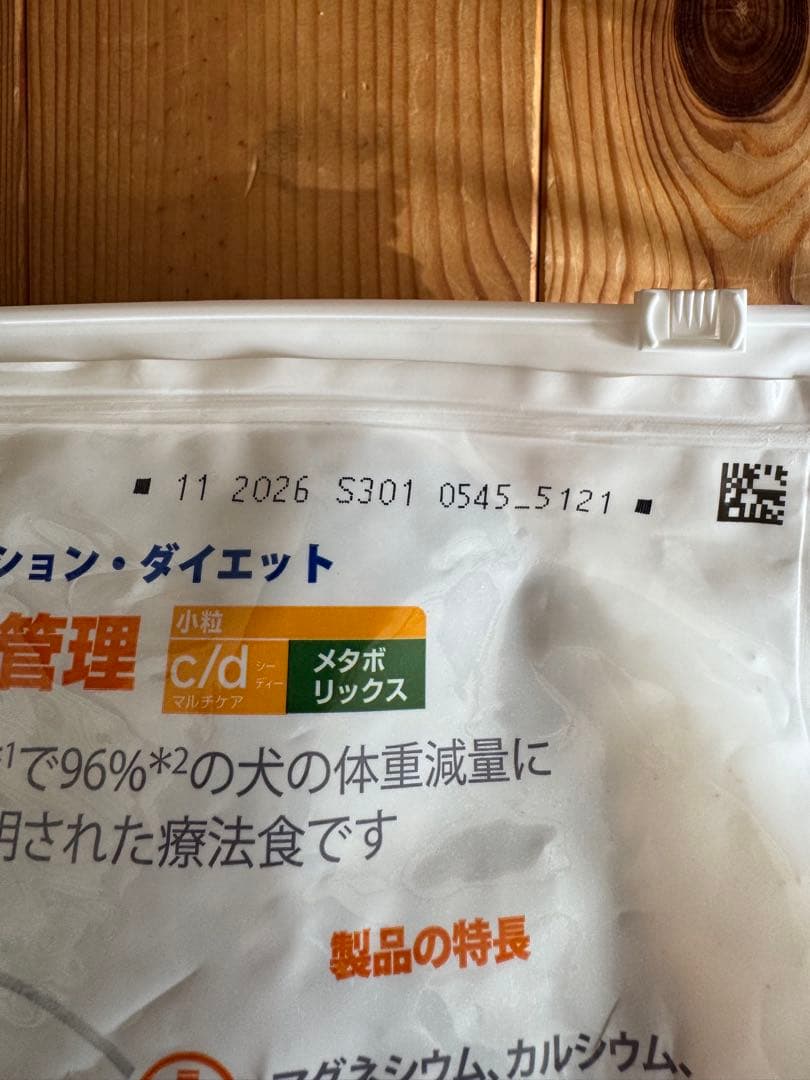 11 2026 S301 0545_5121
ション・ダイエット
管理
小粒
c/d シーディー
マルチケア
メタボ
リックス
*1で96%*2の犬の体重減量に
明された療法食です
製品の特長
マグネシウム、カルシウム、